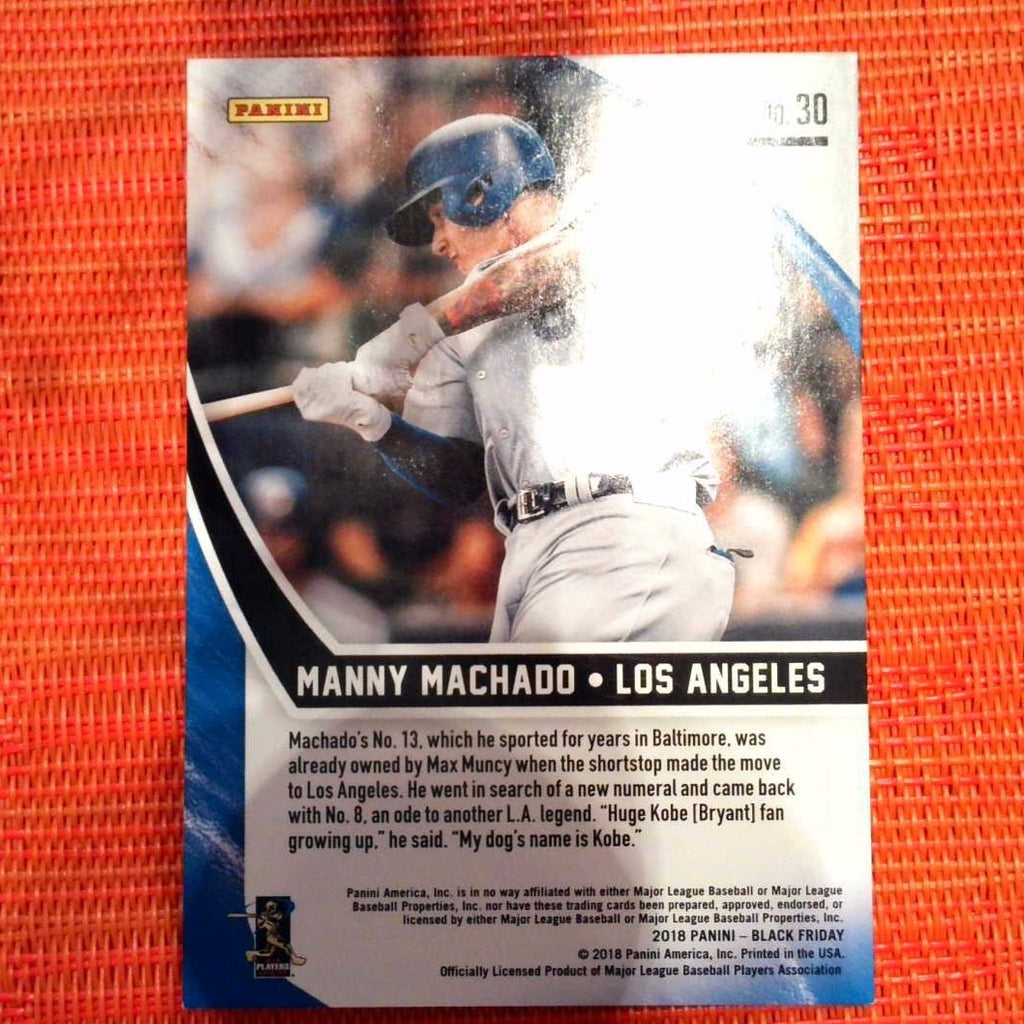 PANINI
30
MANNY MACHADO • LOS ANGELES
Machado's No. 13, which he sported for years in Baltimore, was
already owned by Max Muncy when the shortstop made the move
to Los Angeles. He went in search of a new numeral and came back
with No. 8, an ode to another L.A. legend. "Huge Kobe [Bryant] fan
growing up," he said. "My dog's name is Kobe."
Panini America, Inc. is in no way affiliated with either Major League Baseball or Major League
Baseball Properties, Inc. nor have these trading cards been prepared, approved, endorsed, or
licensed by either Major League Baseball or Major League Baseball Properties, Inc.
2018 PANINI – BLACK FRIDAY
© 2018 Panini America, Inc. Printed in the USA.
Officially Licensed Product of Major League Baseball Players Association
PLAYERS